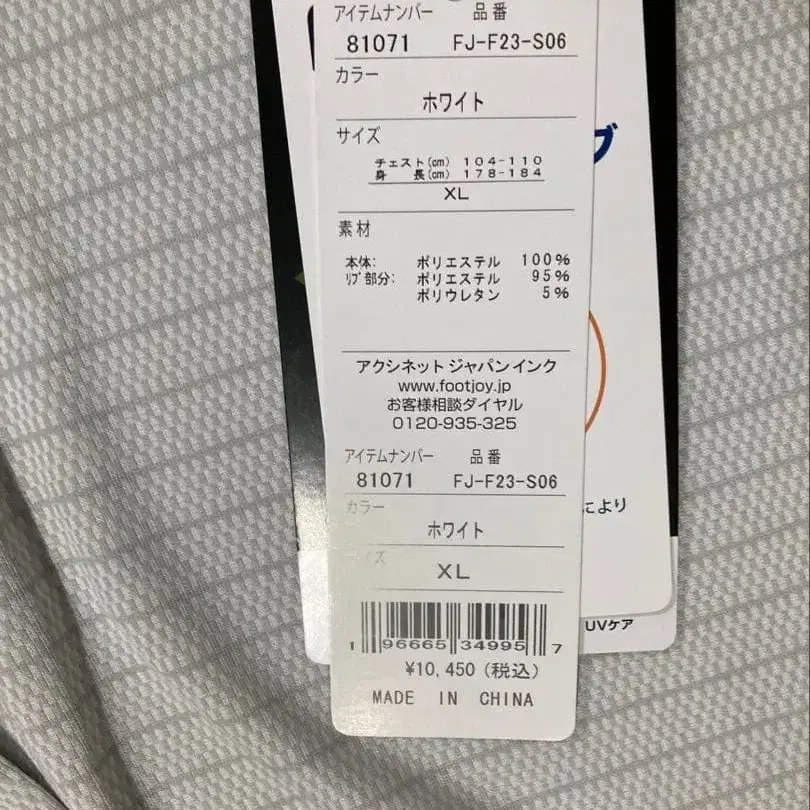 アイテムナンバー 品番
81071 FJ-F23-S06
カラー
ホワイト
サイズ
チェスト(cm) 104-110
身 長(cm) 178-184
XL
素材
本体: ポリエステル 100%
リブ部分: ポリエステル 95%
ポリウレタン 5%
アクシネット ジャパン インク
www.footjoy.jp
お客様相談ダイヤル
0120-935-325
アイテムナンバー 品番
81071 FJ-F23-S06
カラー
ホワイト
イズ
XL
1 96665 34995 7
¥10,450 (税込)
MADE IN CHINA
グ
により
UVケア